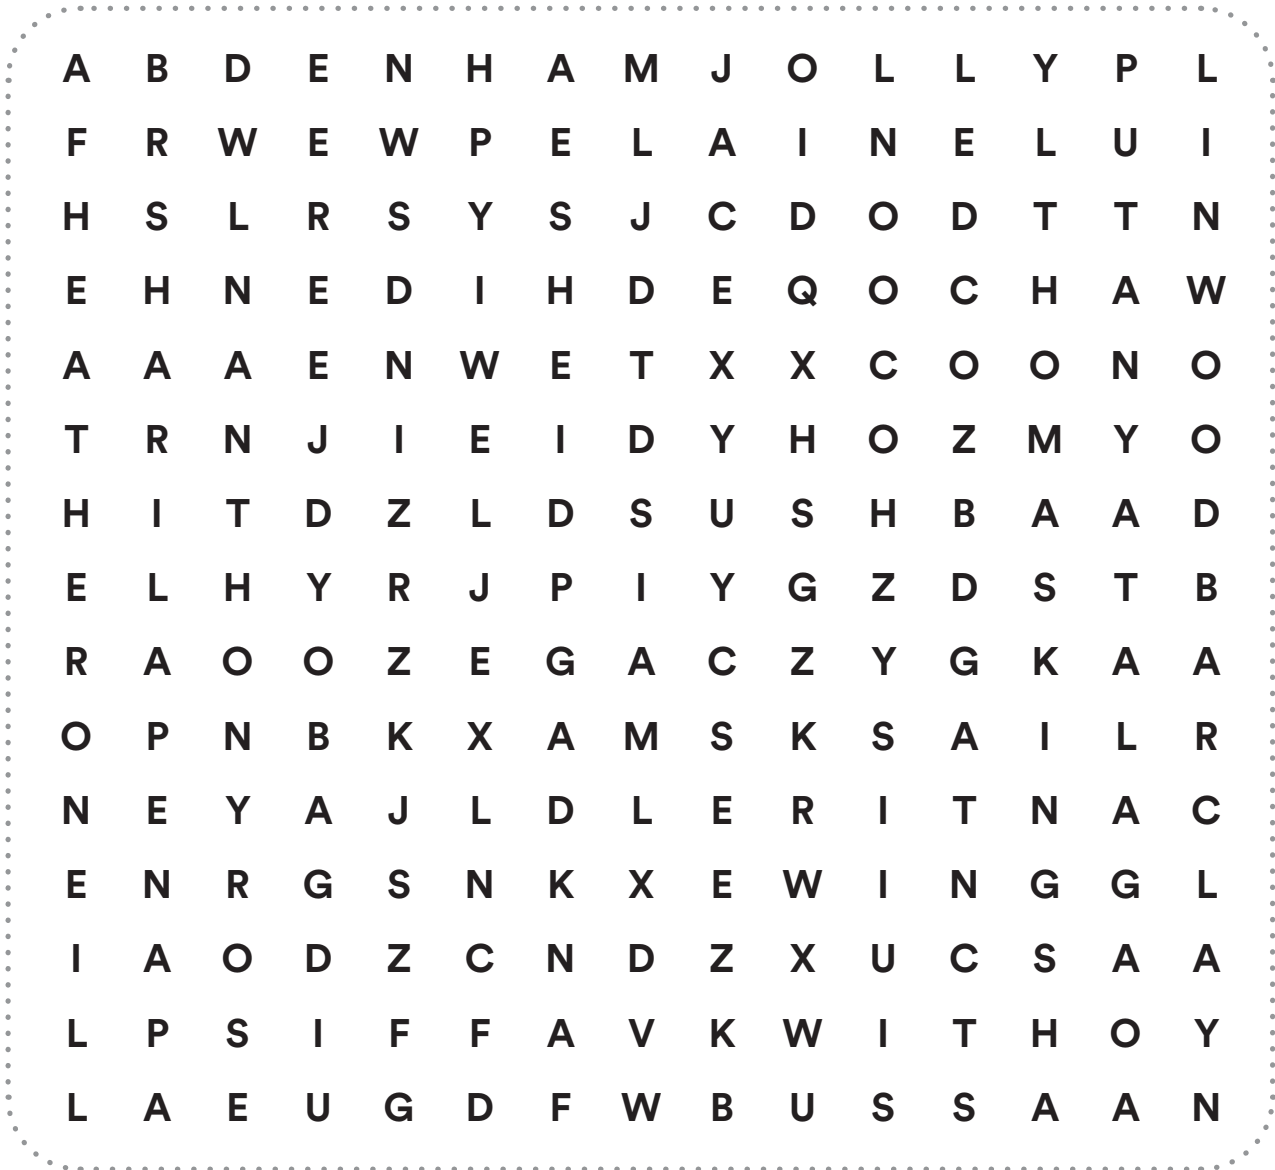 A B D E N H A M J O L L Y P L
F R W E W P E L A I N E L U I
H S L R S Y S J C D O D T T N
E H N E D I H D E Q O C H A W
A A A E N W E T X X C O O N O
T R N J I E I D Y H O Z M Y O
H I T D Z L D S U S H B A A D
E L H Y R J P I Y G Z D S T B
R A O O Z E G A C Z Y G K A A
O P N B K X A M S K S A I L R
N E Y A J L D L E R I T N A C
E N R G S N K X E W I N G G L
I A O D Z C N D Z X U C S A A
L P S I F F A V K W I T H O Y
L A E U G D F W B U S S A A N